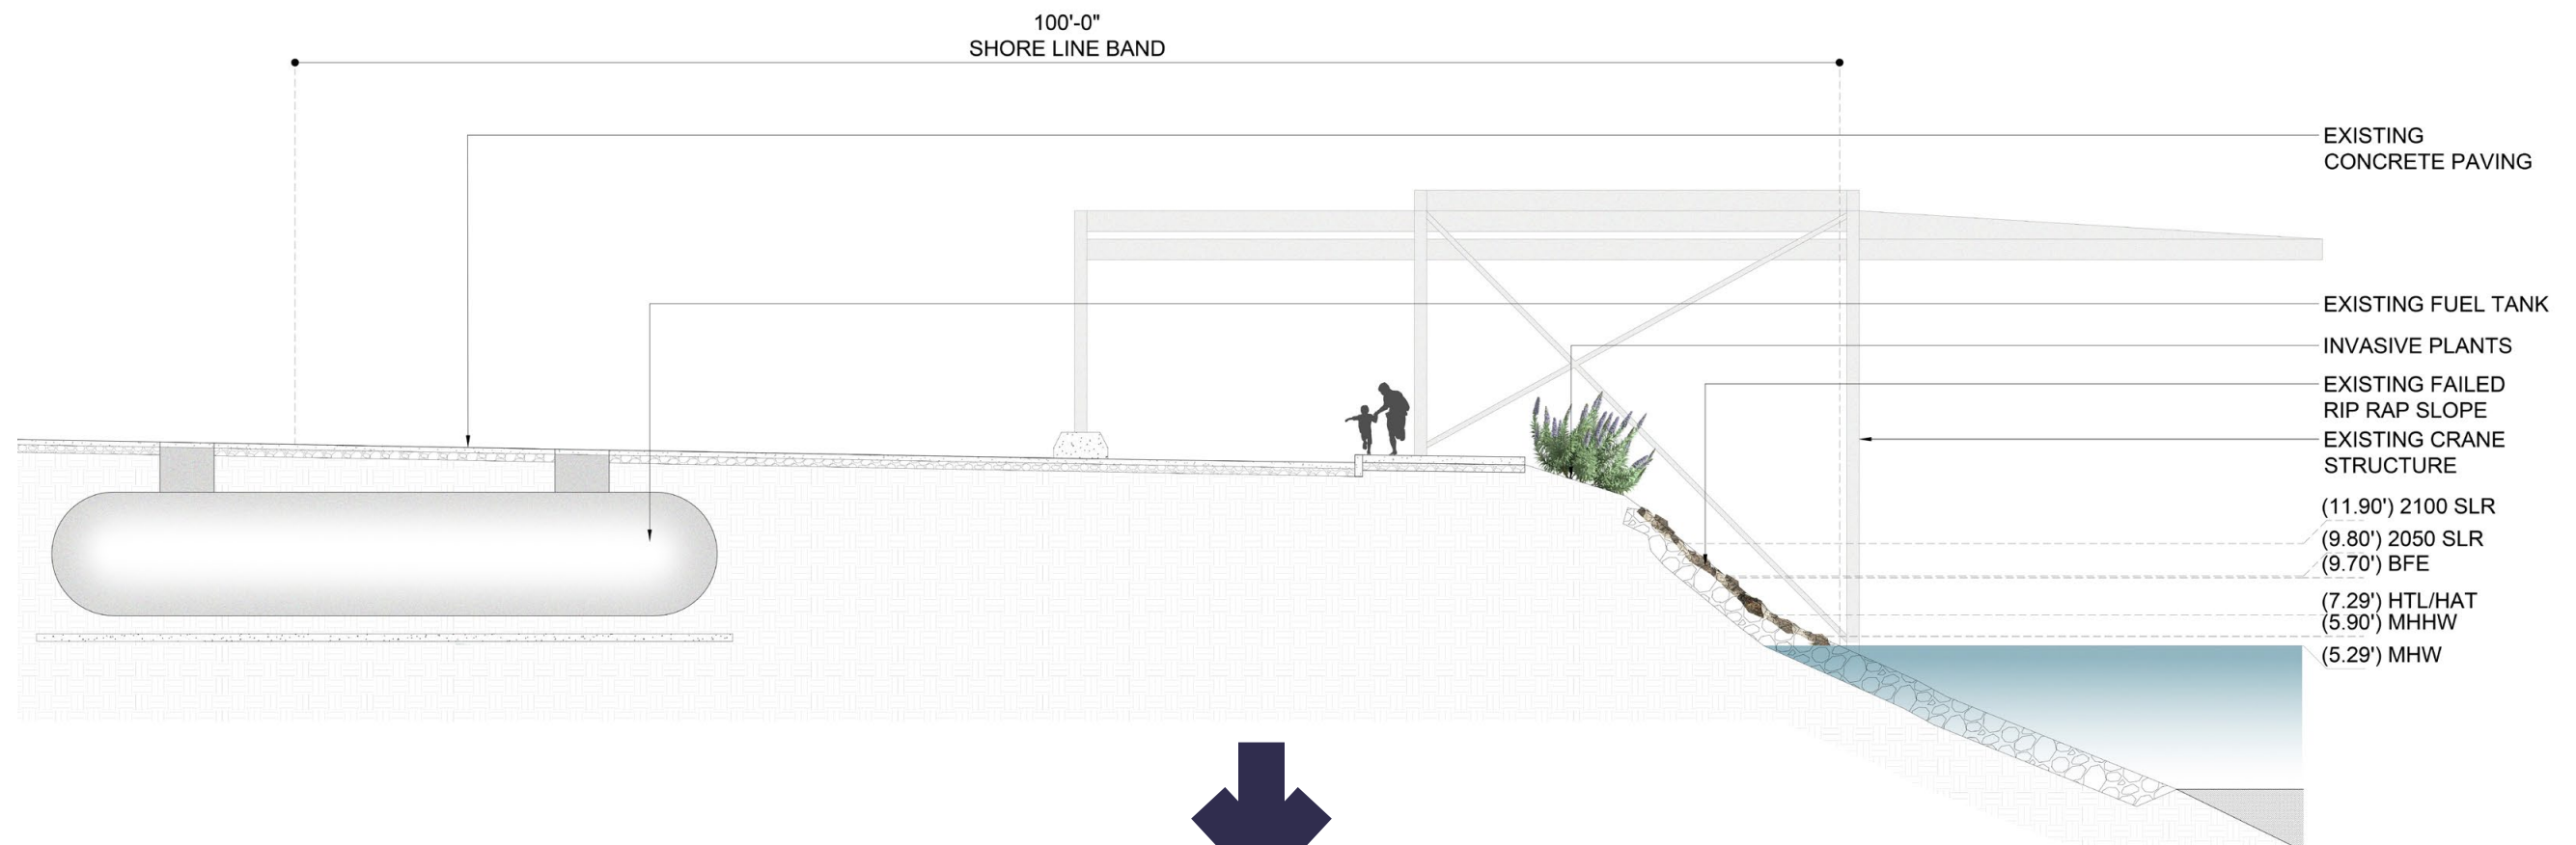 100'-0"
SHORE LINE BAND
EXISTING
CONCRETE PAVING
EXISTING FUEL TANK
INVASIVE PLANTS
EXISTING FAILED
RIP RAP SLOPE
EXISTING CRANE
STRUCTURE
(11.90') 2100 SLR
(9.80') 2050 SLR
(9.70') BFE
(7.29') HTL/HAT
(5.90') MHHW
(5.29') MHW